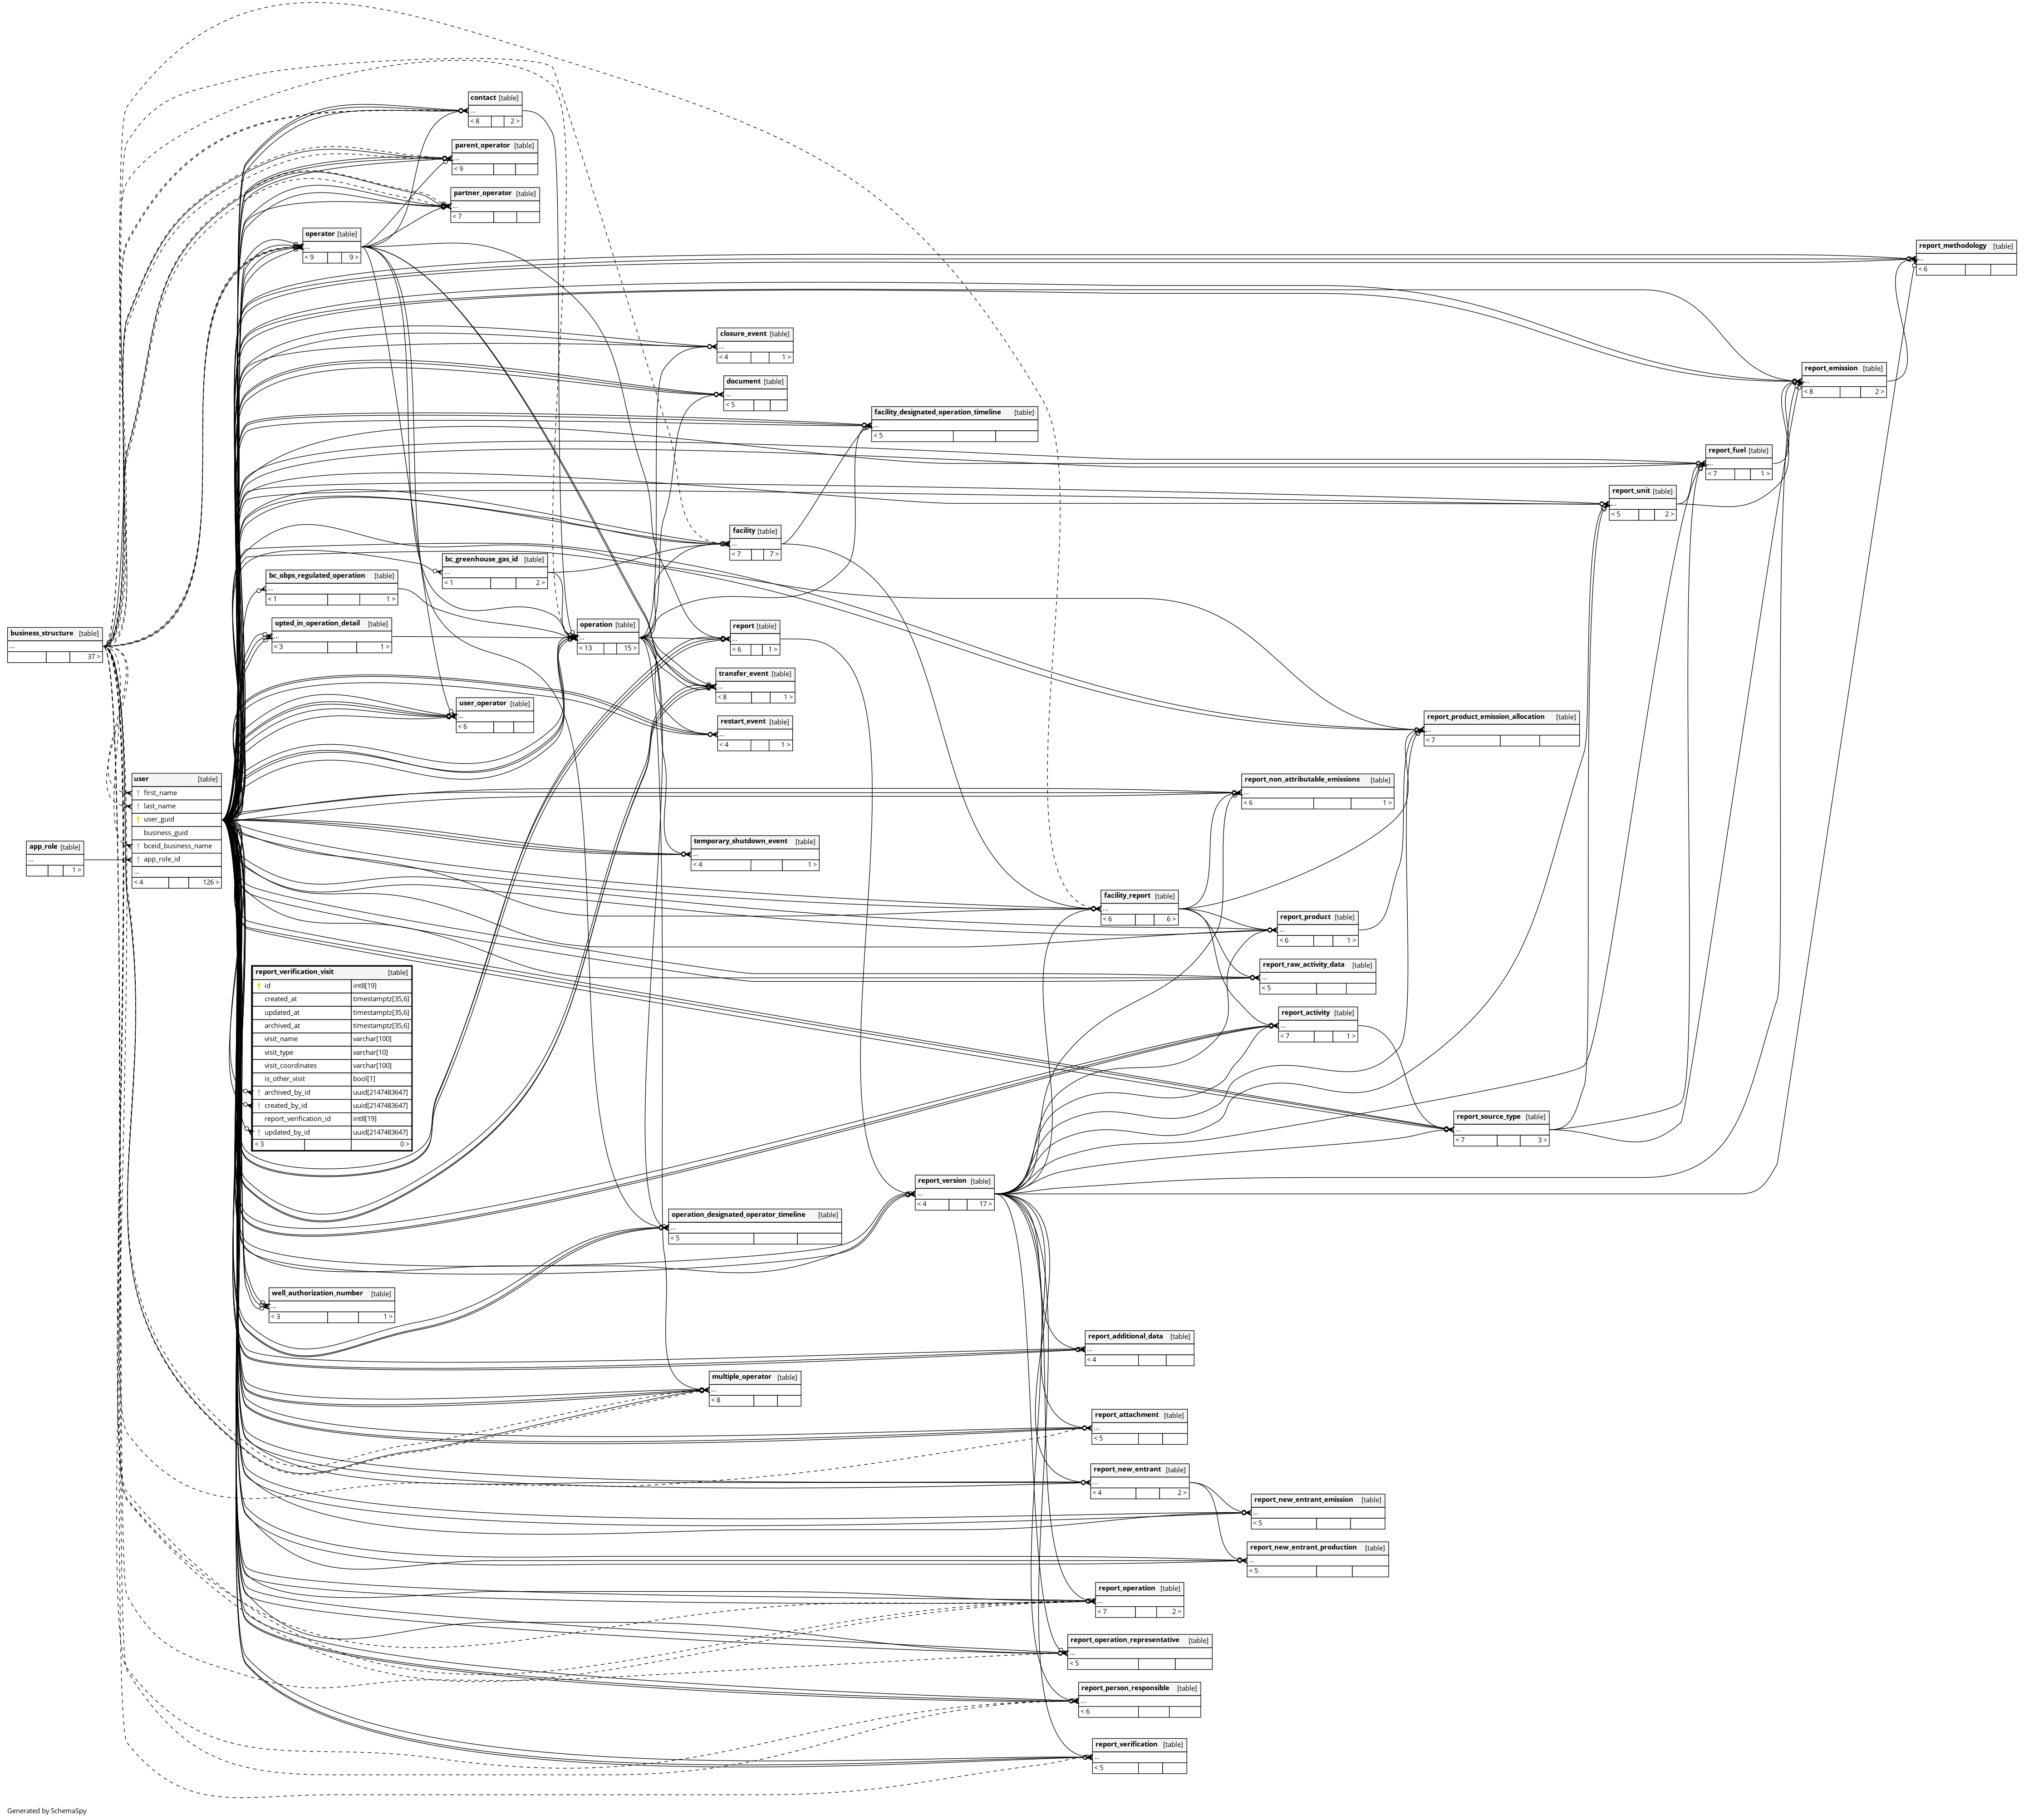 contact [table]
...
< 8 2 >
parent_operator [table]
...
< 9
partner_operator [table]
...
< 7
operator [table]
...
< 9 9 >
report_methodology [table]
...
< 6
closure_event [table]
...
< 4 1 >
report_emission [table]
...
< 8 2 >
document [table]
...
< 5
facility_designated_operation_timeline [table]
...
< 5
report_fuel [table]
...
< 7 1 >
report_unit [table]
...
< 5 2 >
facility [table]
...
< 7 7 >
bc_greenhouse_gas_id [table]
...
< 1 2 >
bc_obps_regulated_operation [table]
...
< 1 1 >
opted_in_operation_detail [table]
...
< 3 1 >
operation [table]
...
< 13 15 >
report [table]
...
< 6 1 >
business_structure [table]
...
37 >
transfer_event [table]
...
< 8 1 >
user_operator [table]
...
< 6
restart_event [table]
...
< 4 1 >
report_product_emission_allocation [table]
...
< 7
user [table]
first_name
last_name
user_guid
business_guid
bceid_business_name
app_role_id
...
< 4 126 >
report_non_attributable_emissions [table]
...
< 6 1 >
app_role [table]
...
1 >
temporary_shutdown_event [table]
...
< 4 1 >
facility_report [table]
...
< 6 6 >
report_product [table]
...
< 6 1 >
report_raw_activity_data [table]
...
< 5
report_verification_visit [table]
id int8[19]
created_at timestamptz[35,6]
updated_at timestamptz[35,6]
archived_at timestamptz[35,6]
visit_name varchar[100]
visit_type varchar[10]
visit_coordinates varchar[100]
is_other_visit bool[1]
archived_by_id uuid[2147483647]
created_by_id uuid[2147483647]
report_verification_id int8[19]
updated_by_id uuid[2147483647]
< 3 0 >
report_activity [table]
...
< 7 1 >
report_source_type [table]
...
< 7 3 >
report_version [table]
...
< 4 17 >
operation_designated_operator_timeline [table]
...
< 5
well_authorization_number [table]
...
< 3 1 >
report_additional_data [table]
...
< 4
multiple_operator [table]
...
< 8
report_attachment [table]
...
< 5
report_new_entrant [table]
...
< 4 2 >
report_new_entrant_emission [table]
...
< 5
report_new_entrant_production [table]
...
< 5
report_operation [table]
...
< 7 2 >
report_operation_representative [table]
...
< 5
report_person_responsible [table]
...
< 6
report_verification [table]
...
< 5
Generated by SchemaSpy